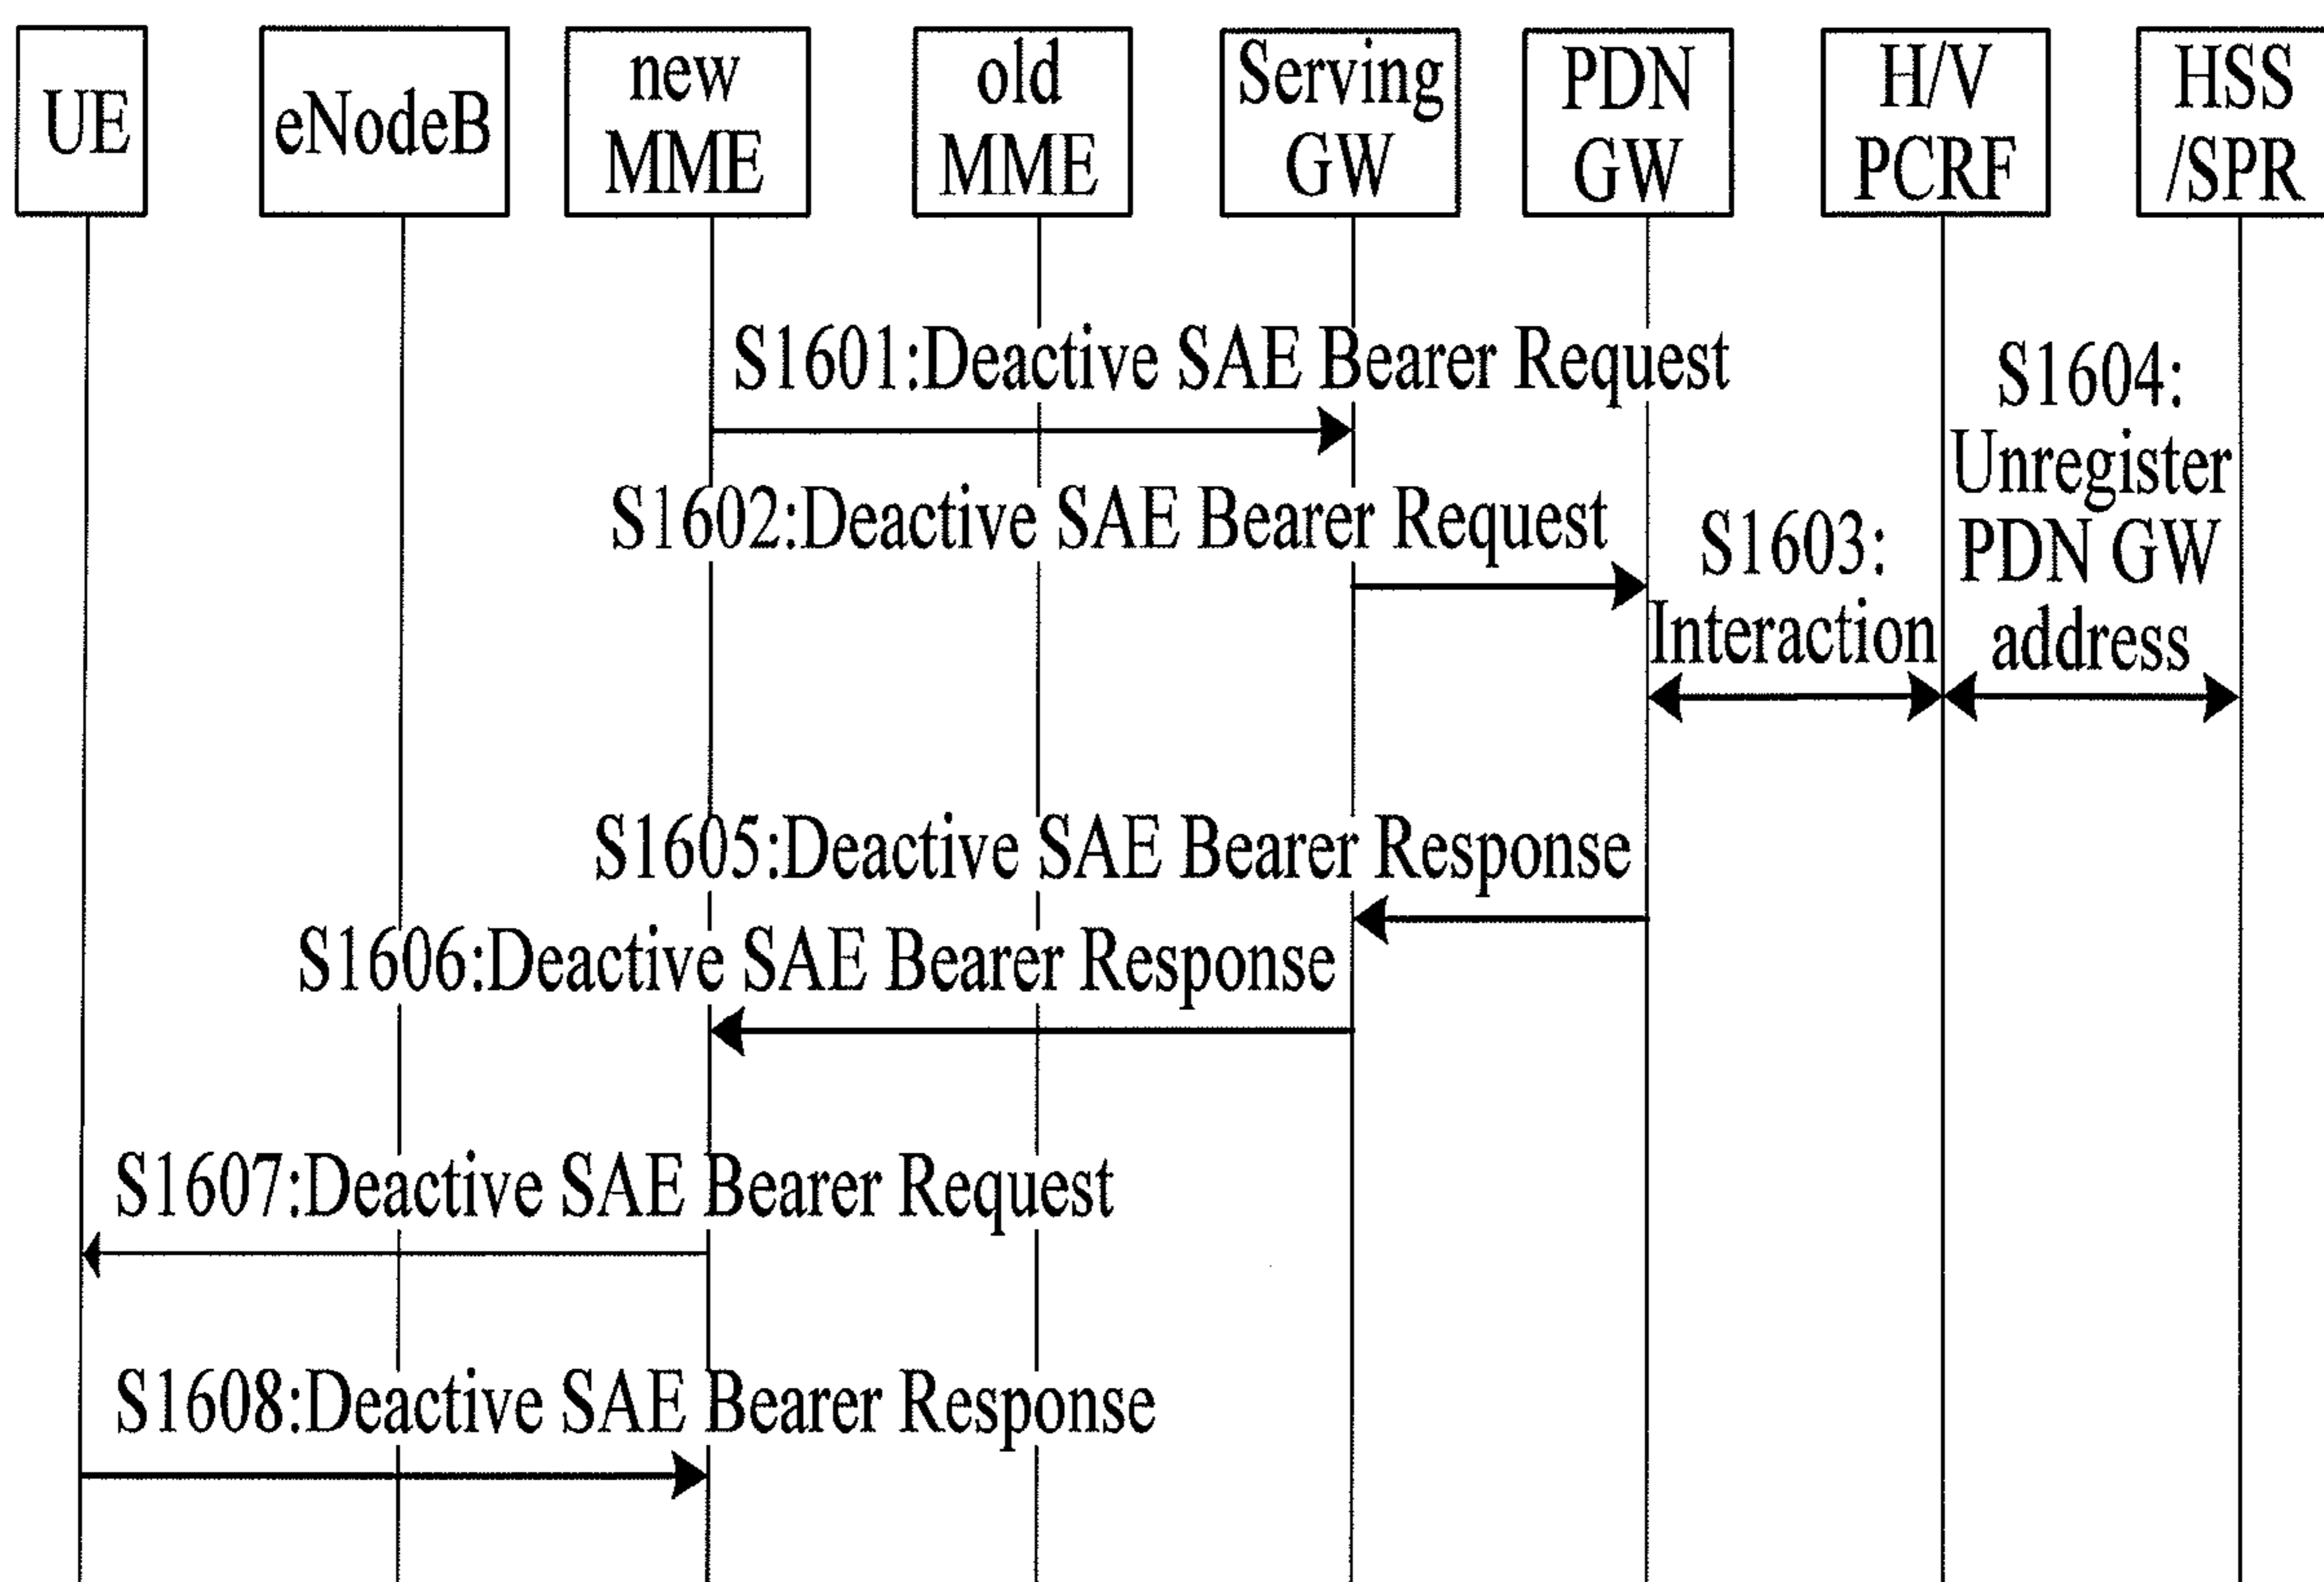 UE
eNodeB
new
MME
old
MME
Serving
GW
PDN
GW
H/V
PCRF
HSS
/SPR
S1601:Deactive SAE Bearer Request
S1602:Deactive SAE Bearer Request
S1603:
Interaction
S1604:
Unregister
PDN GW
address
S1605:Deactive SAE Bearer Response
S1606:Deactive SAE Bearer Response
S1607:Deactive SAE Bearer Request
S1608:Deactive SAE Bearer Response